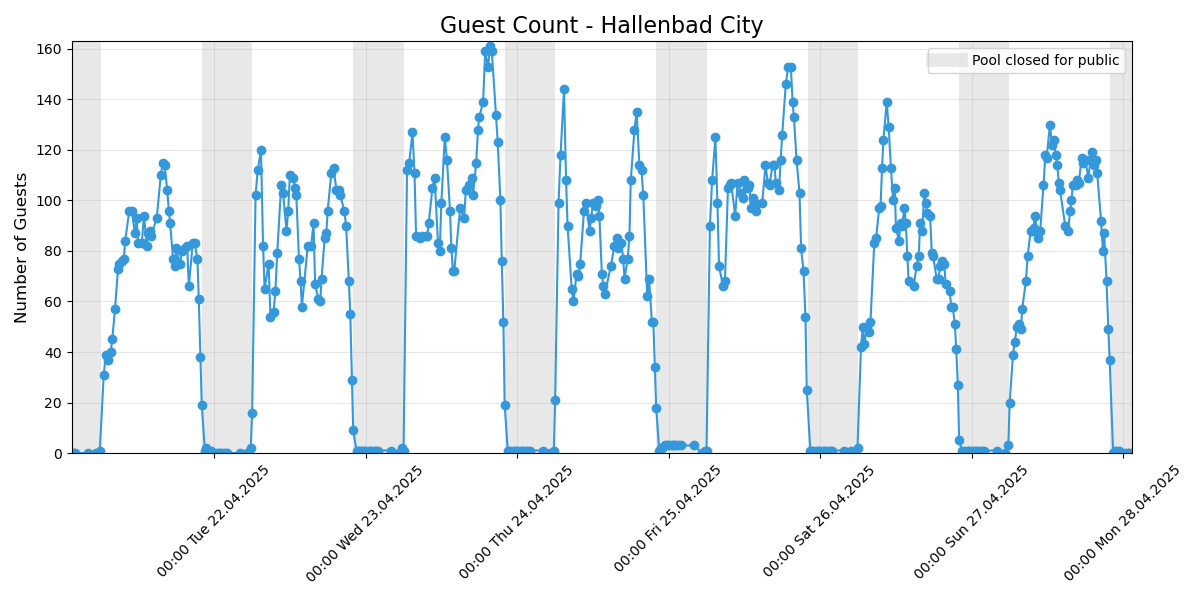 Guest Count - Hallenbad City
Number of Guests
160
140
120
100
80
60
40
20
0
Pool closed for public
00:00 Tue 22.04.2025
00:00 Wed 23.04.2025
00:00 Thu 24.04.2025
00:00 Fri 25.04.2025
00:00 Sat 26.04.2025
00:00 Sun 27.04.2025
00:00 Mon 28.04.2025